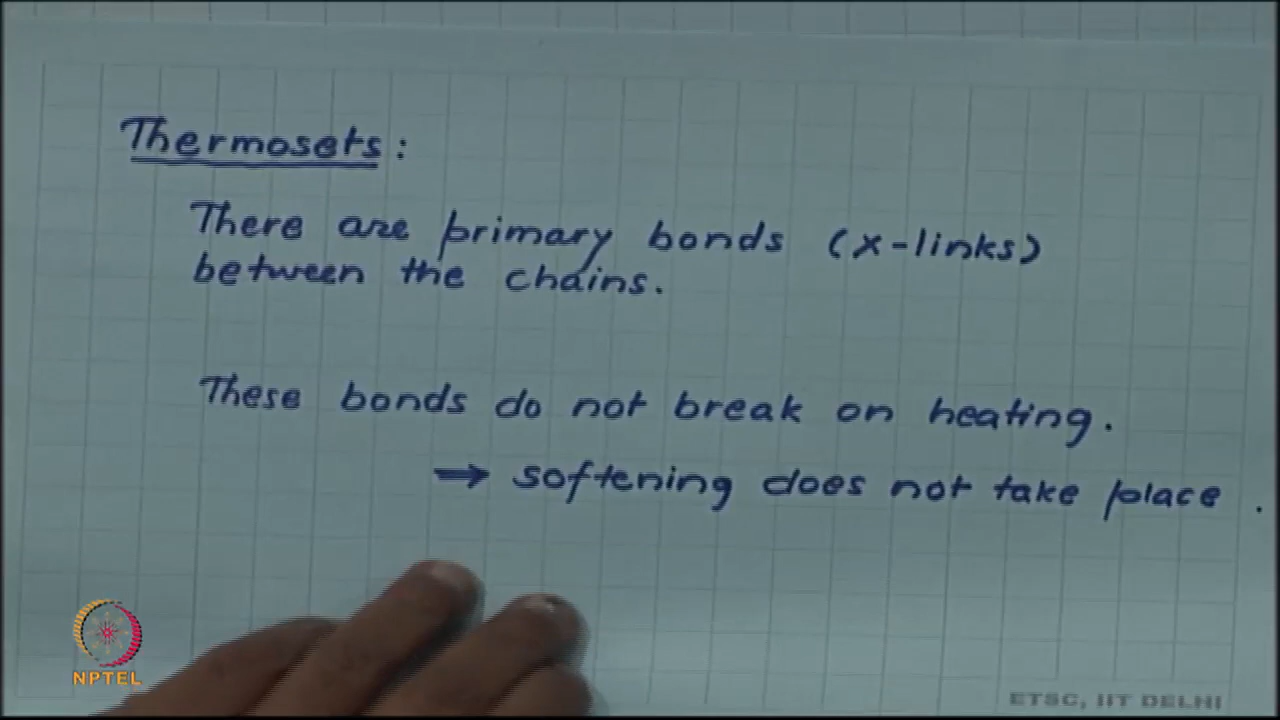 Thermosets:
There are primary bonds (x-links)
between the chains.
These bonds do not break on heating.
→ softening does not take place.
NPTEL
ETSC, IIT DELHI